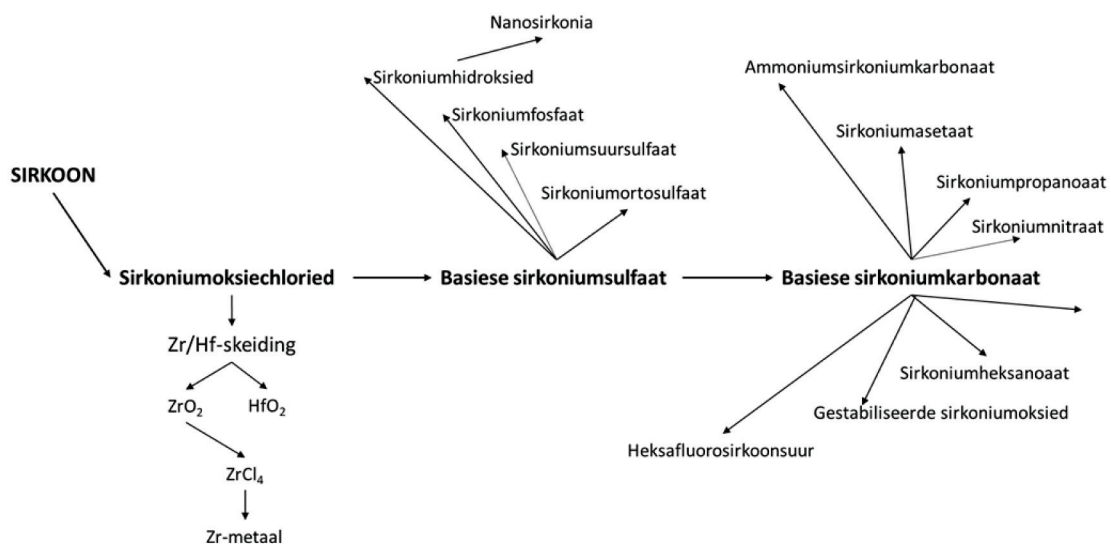 Nanosirkonia
Sirkoniumhidroksied
Ammoniumsirkoniumkarbonaat
Sirkoniumfosfaat
Sirkoniumasetaat
Sirkoniumsuursulfaat
SIRKOON
Sirkoniumpropanoaat
Sirkoniumortosulfaat
Sirkoniumnitraat
Sirkoniumoksiechloried
Basiese sirkoniumsulfaat
Basiese sirkoniumkarbonaat
Zr/Hf-skeiding
Sirkoniumheksanoaat
ZrO₂
HfO₂
Gestabiliseerde sirkoniumoksied
Heksafluorosirkoonsuur
ZrCl₄
Zr-metaal